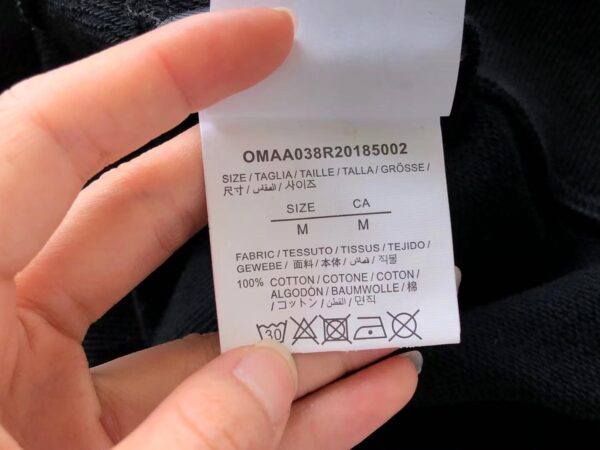 OMAA038R20185002
SIZE / TAGLIA / TAILLE / TALLA / GRÖSSE /
尺寸 / المقاس / 사이즈
SIZE CA
M M
FABRIC / TESSUTO / TISSUS / TEJIDO /
GEWEBE / 面料 / 本体 / قماش / 직물
100% COTTON / COTONE / COTON /
ALGODÓN / BAUMWOLLE / 棉
/ コットン / القطن / 면직
30